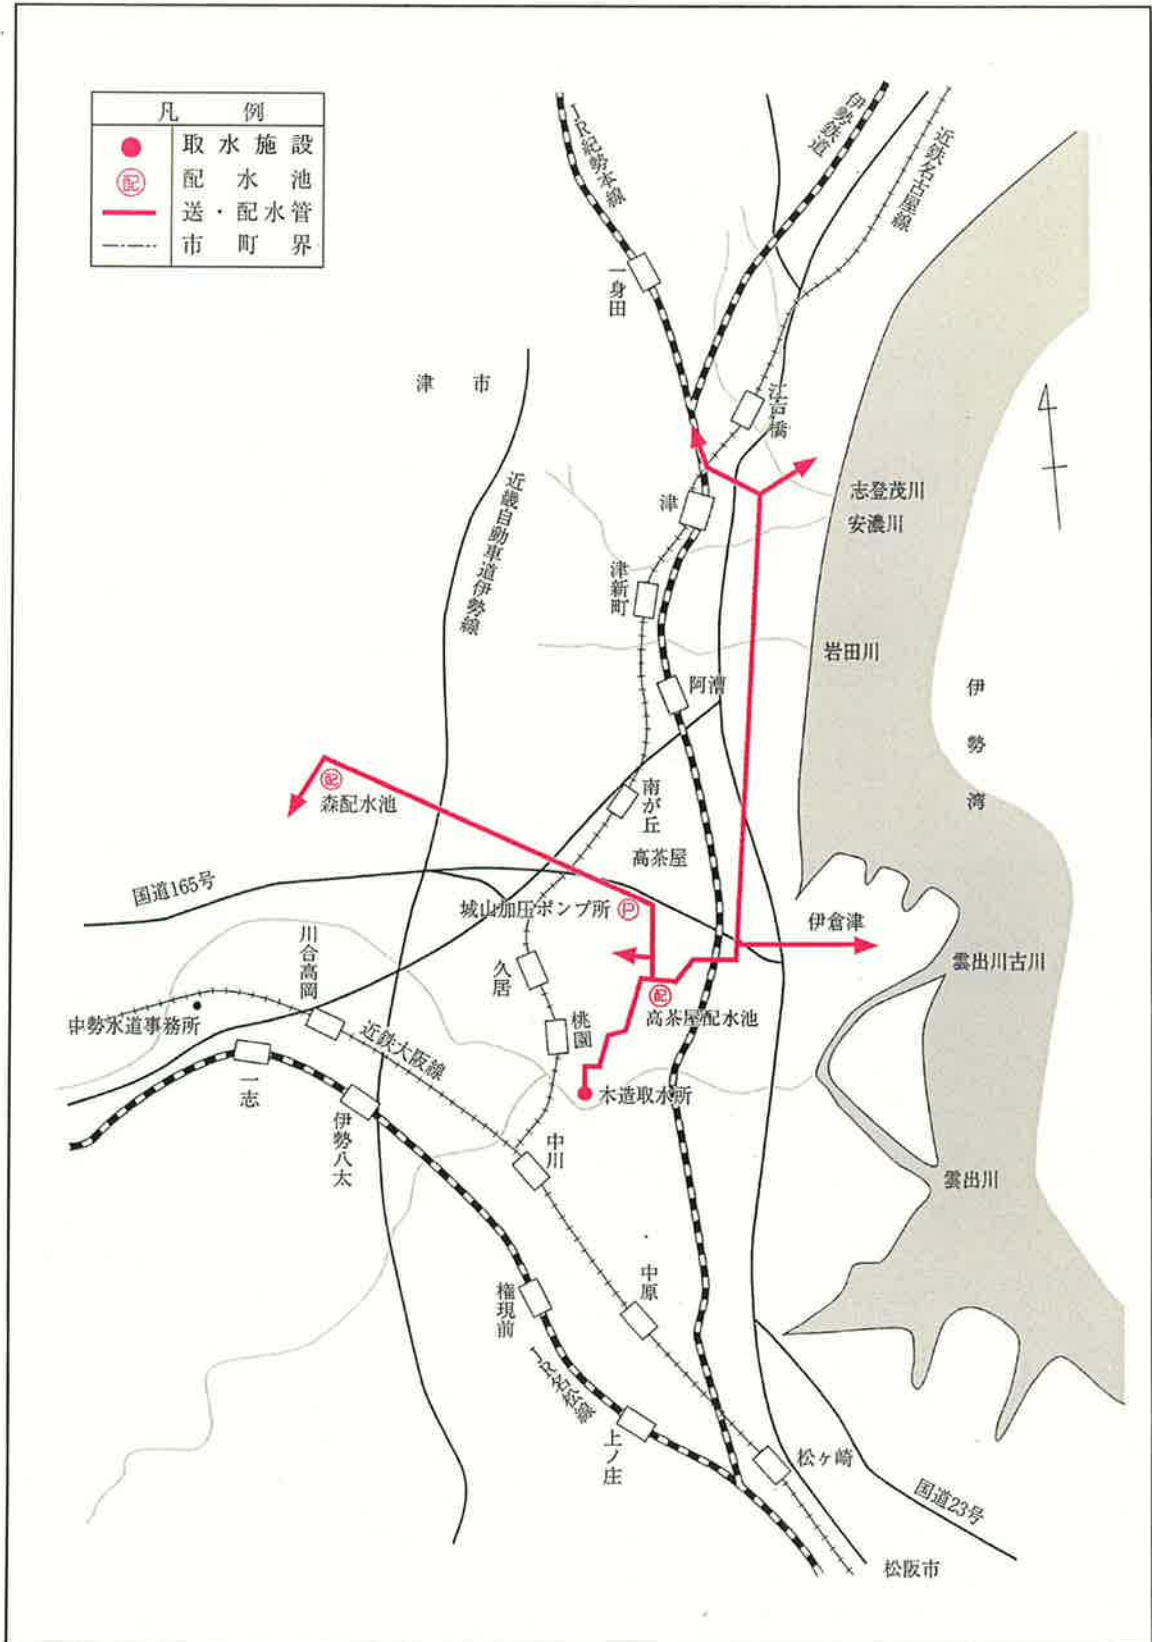 凡 例
取水施設
配 配水池
送・配水管
市町界
JR紀勢本線
伊勢鉄道
近鉄名古屋線
一身田
津市
江吉橋
近畿自動車道伊勢線
志登茂川
安濃川
津
津新町
岩田川
阿漕
伊勢湾
配
森配水池
南が丘
高茶屋
国道165号
城山加圧ポンプ所 P
伊倉津
川合高岡
久居
雲出川古川
配
高茶屋配水池
中勢水道事務所
桃園
近鉄大阪線
一志
木造取水所
伊勢八太
中川
雲出川
中原
権現前
JR名松線
上ノ庄
松ヶ崎
国道23号
松阪市